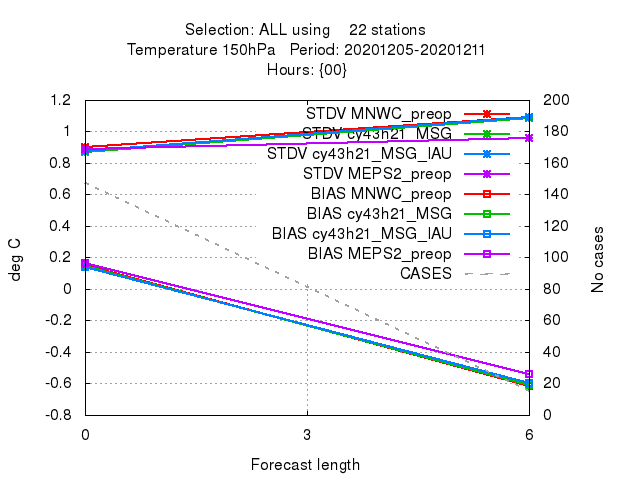 Selection: ALL using 22 stations
Temperature 150hPa Period: 20201205-20201211
Hours: {00}
1.2
1
0.8
0.6
0.4
0.2
0
-0.2
-0.4
-0.6
-0.8
deg C
STDV MNWC_preop
STDV cy43h21_MSG
STDV cy43h21_MSG_IAU
STDV MEPS2_preop
BIAS MNWC_preop
BIAS cy43h21_MSG
BIAS cy43h21_MSG_IAU
BIAS MEPS2_preop
CASES
200
180
160
140
120
100
80
60
40
20
0
No cases
0 3 6
Forecast length